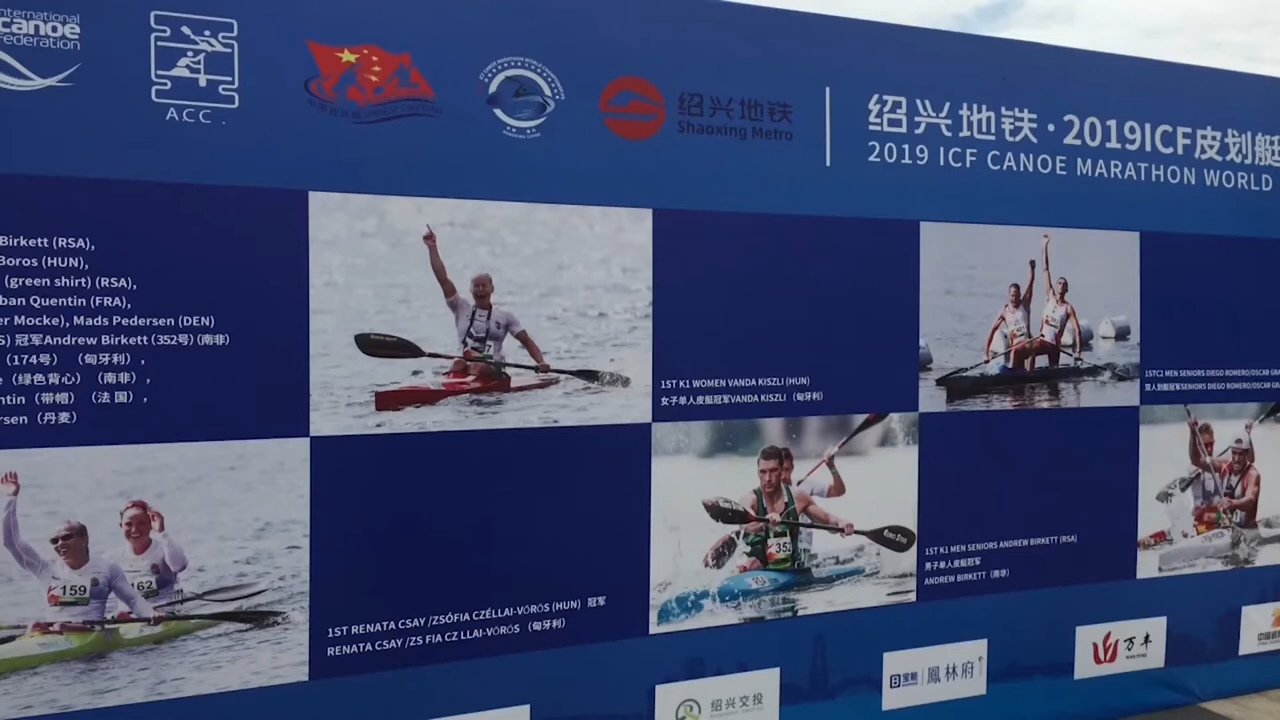 International
canoe
Federation
A.C.C.
绍兴地铁
Shaoxing Metro
绍兴地铁·2019ICF皮划艇
2019 ICF CANOE MARATHON WORLD
Birkett (RSA),
Boros (HUN),
(green shirt) (RSA),
ban Quentin (FRA),
er Mocke), Mads Pedersen (DEN)
S) 冠军Andrew Birkett (352号) (南非)
(174号) (匈牙利),
e (绿色背心) (南非),
ntin (带帽) (法国),
rsen (丹麦)
1ST K1 WOMEN VANDA KISZLI (HUN)
女子单人皮艇冠军VANDA KISZLI (匈牙利)
1STC2 MEN SENIORS DIEGO ROMERO/OSCAR GRA
双人划艇冠军SENIORS DIEGO ROMERO/OSCAR GRA
159
162
352
1ST RENATA CSAY /ZSÓFIA CZÉLLAI-VÖRÖS (HUN) 冠军
RENATA CSAY /ZS FIA CZ LLAI-VÖRÖS (匈牙利)
1ST K1 MEN SENIORS ANDREW BIRKETT (RSA)
男子单人皮艇冠军
ANDREW BIRKETT (南非)
绍兴交投
宝能
鳳林府
万丰